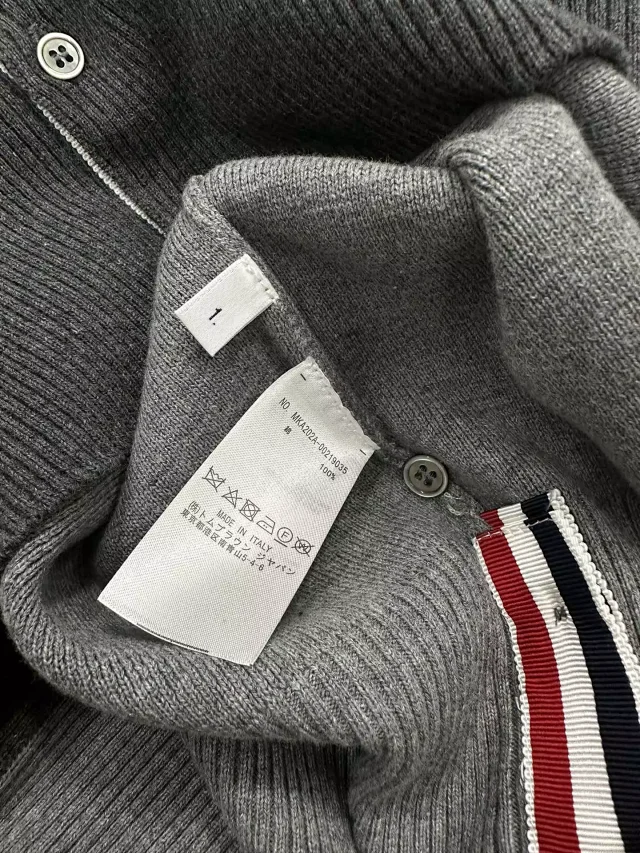 1.
NO. MKA202A-00219035
綿
100%
MADE IN ITALY
㈱トムブラウン ジャパン
東京都港区南青山5-4-6